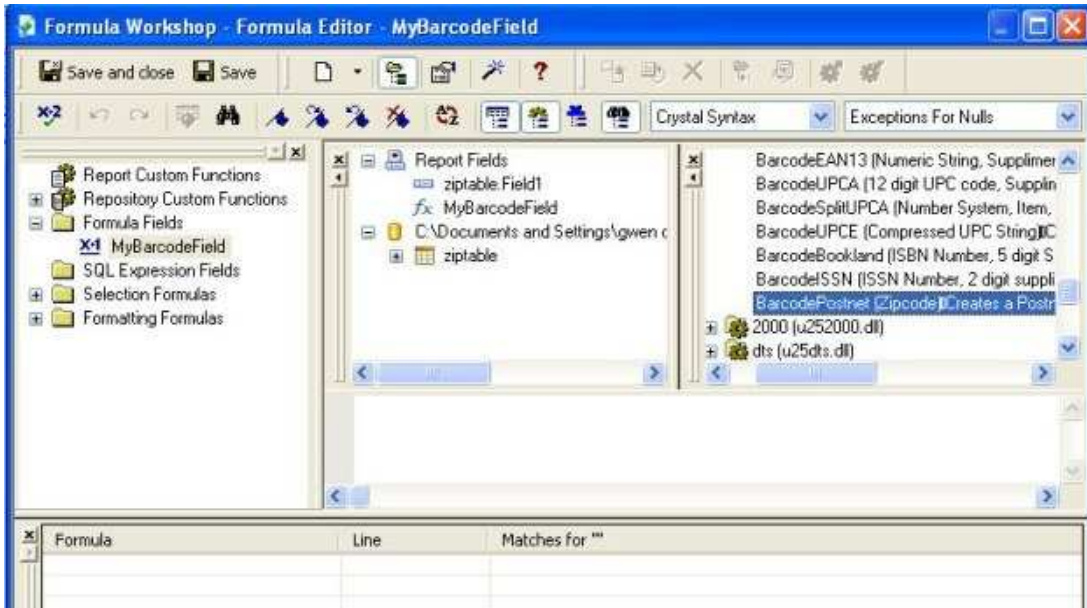 Formula Workshop - Formula Editor - MyBarcodeField
Save and close Save
Crystal Syntax Exceptions For Nulls
Report Custom Functions
Repository Custom Functions
Formula Fields
MyBarcodeField
SQL Expression Fields
Selection Formulas
Formatting Formulas
Report Fields
ziptable.Field1
MyBarcodeField
C:\Documents and Settings\gwen c
ziptable
BarcodeEAN13 (Numeric String, Supplimer
BarcodeUPCA (12 digit UPC code, Supplin
BarcodeSplitUPCA (Number System, Item,
BarcodeUPCE (Compressed UPC String)C
BarcodeBookland (ISBN Number, 5 digit S
BarcodeISSN (ISSN Number, 2 digit suppli
BarcodePostnet (Zipcode)Creates a Postr
2000 (u252000.dll)
dts (u25dts.dll)
Formula Line Matches for ""